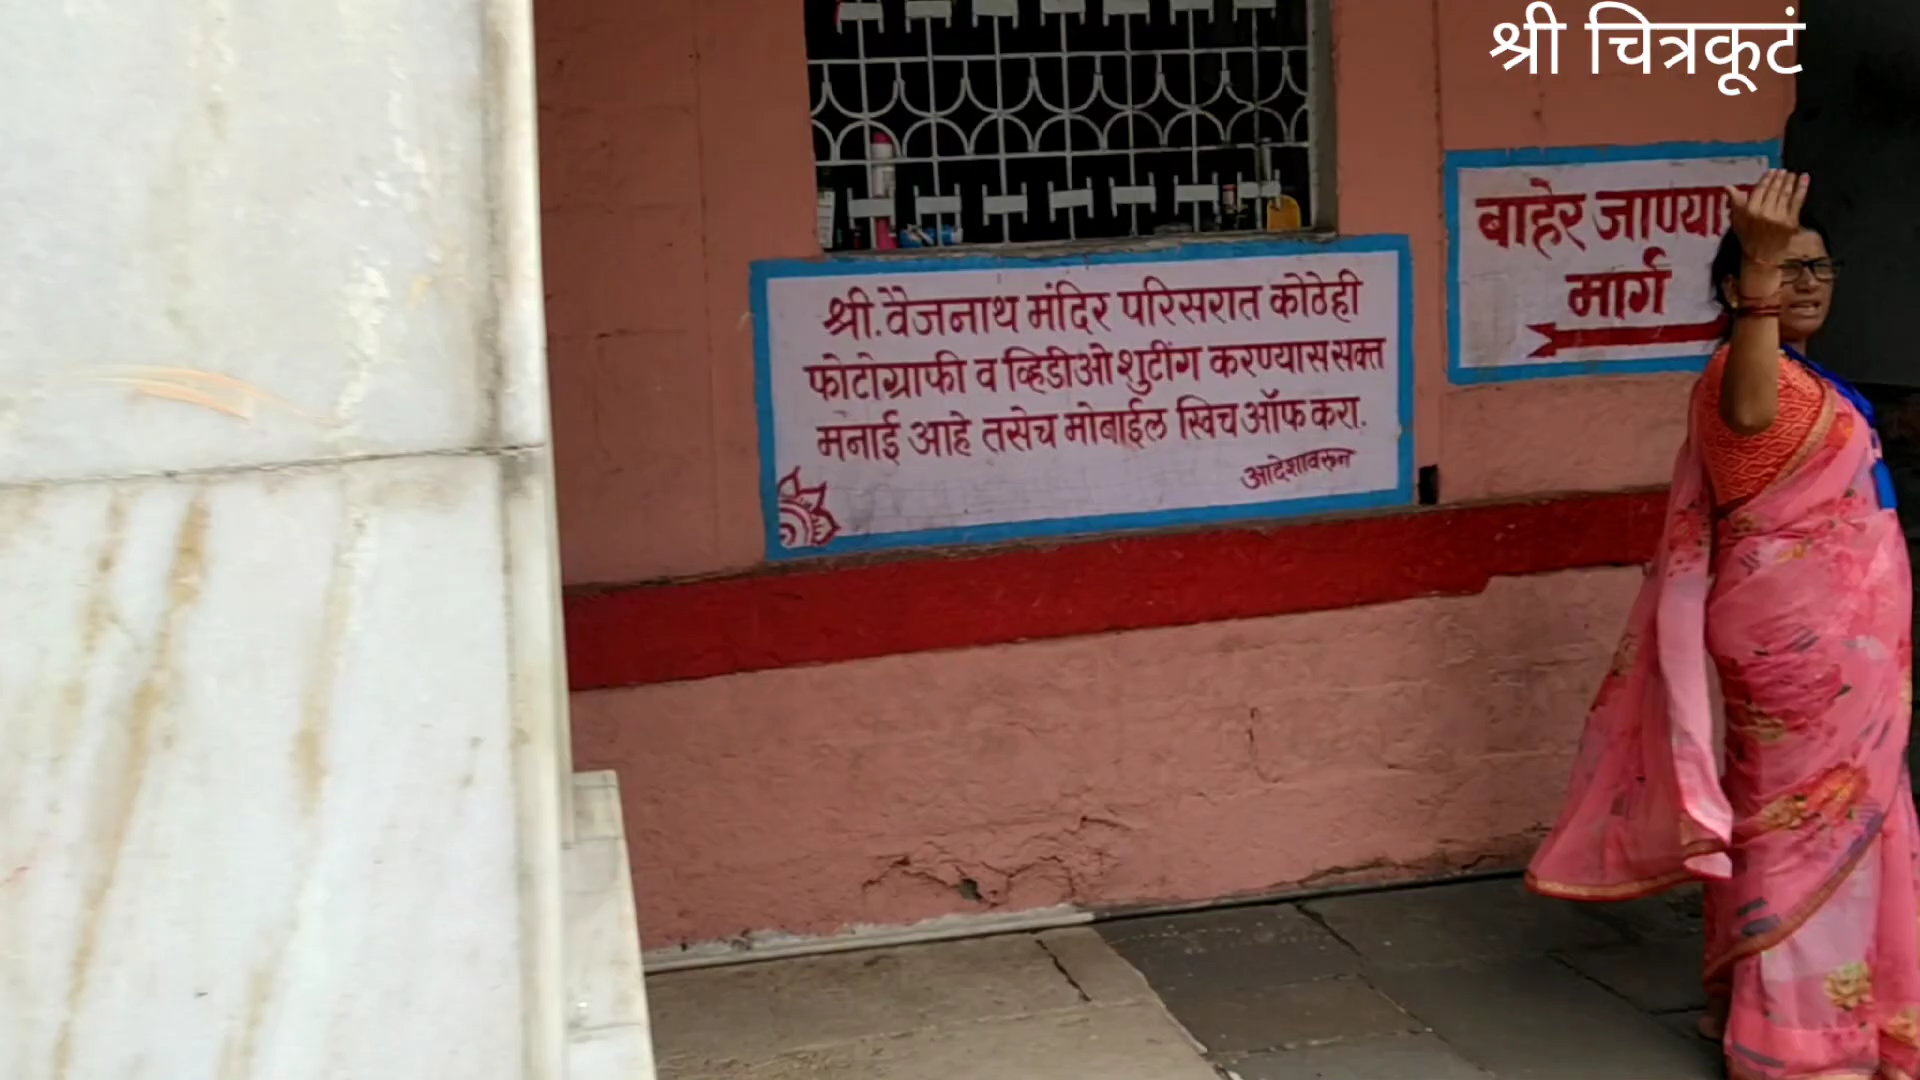 श्री चित्रकूटं
श्री.वैजनाथ मंदिर परिसरात कोठेही
फोटोग्राफी व व्हिडीओ शुटींग करण्यास सक्त
मनाई आहे तसेच मोबाईल स्विच ऑफ करा.
आदेशावरून
बाहेर
मार्ग